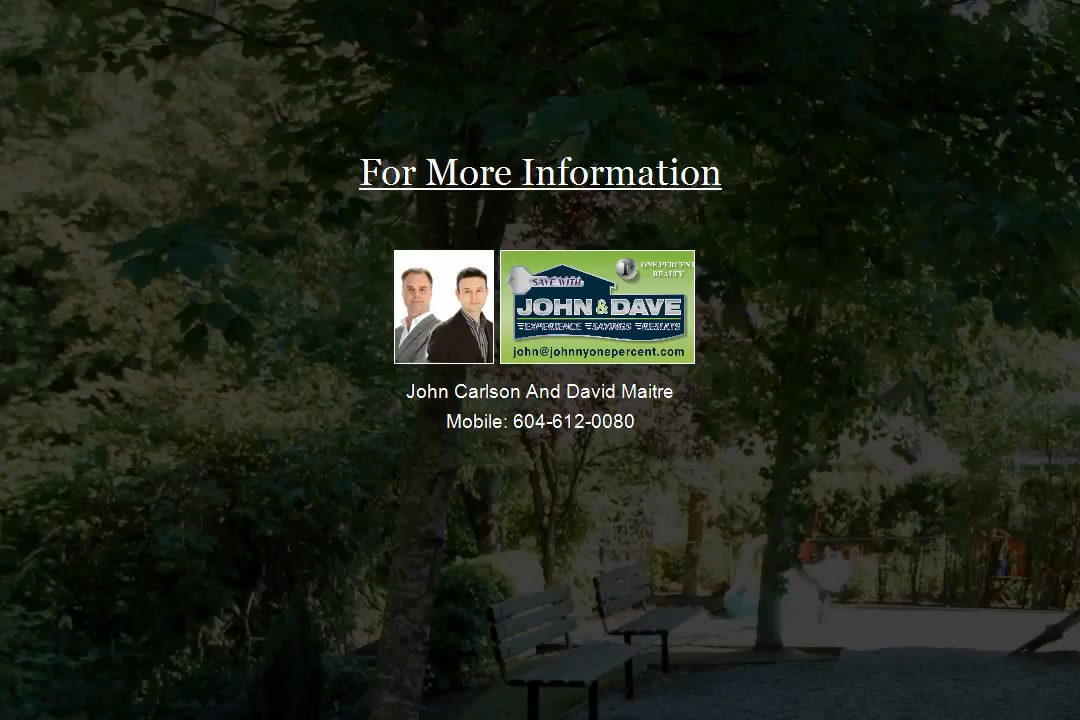 For More Information
ONE PERCENT
REALTY
SAVE WITH
JOHN & DAVE
EXPERIENCE SAVINGS RESULTS
john@johnnyonepercent.com
John Carlson And David Maitre
Mobile: 604-612-0080